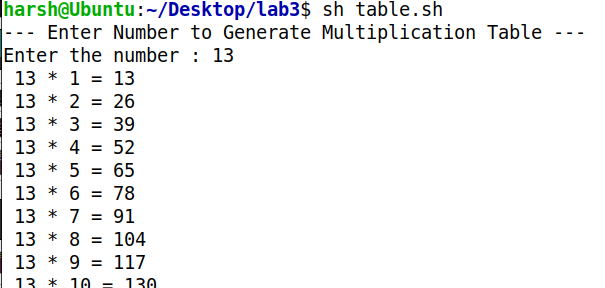 harsh@Ubuntu:~/Desktop/lab3$ sh table.sh
--- Enter Number to Generate Multiplication Table ---
Enter the number : 13
 13 * 1 = 13
 13 * 2 = 26
 13 * 3 = 39
 13 * 4 = 52
 13 * 5 = 65
 13 * 6 = 78
 13 * 7 = 91
 13 * 8 = 104
 13 * 9 = 117
 13 * 10 = 130